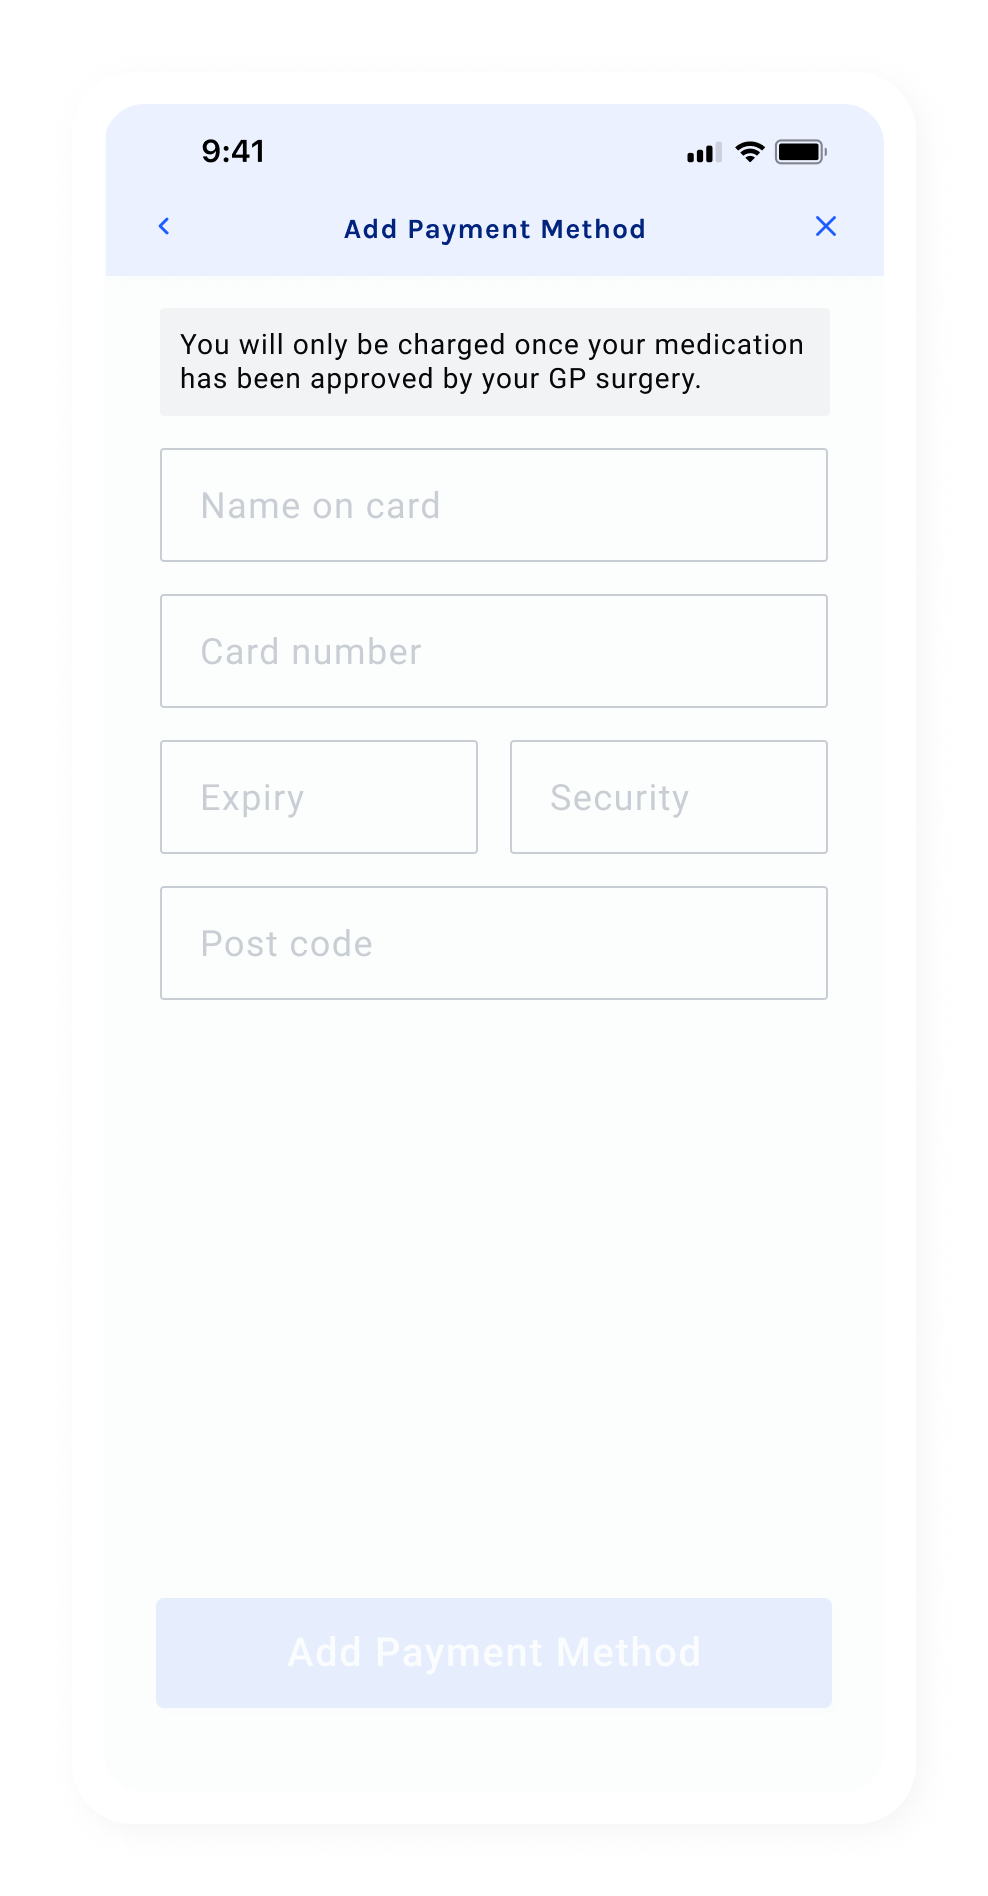 9:41
Add Payment Method
You will only be charged once your medication
has been approved by your GP surgery.
Name on card
Card number
Expiry
Security
Post code
Add Payment Method